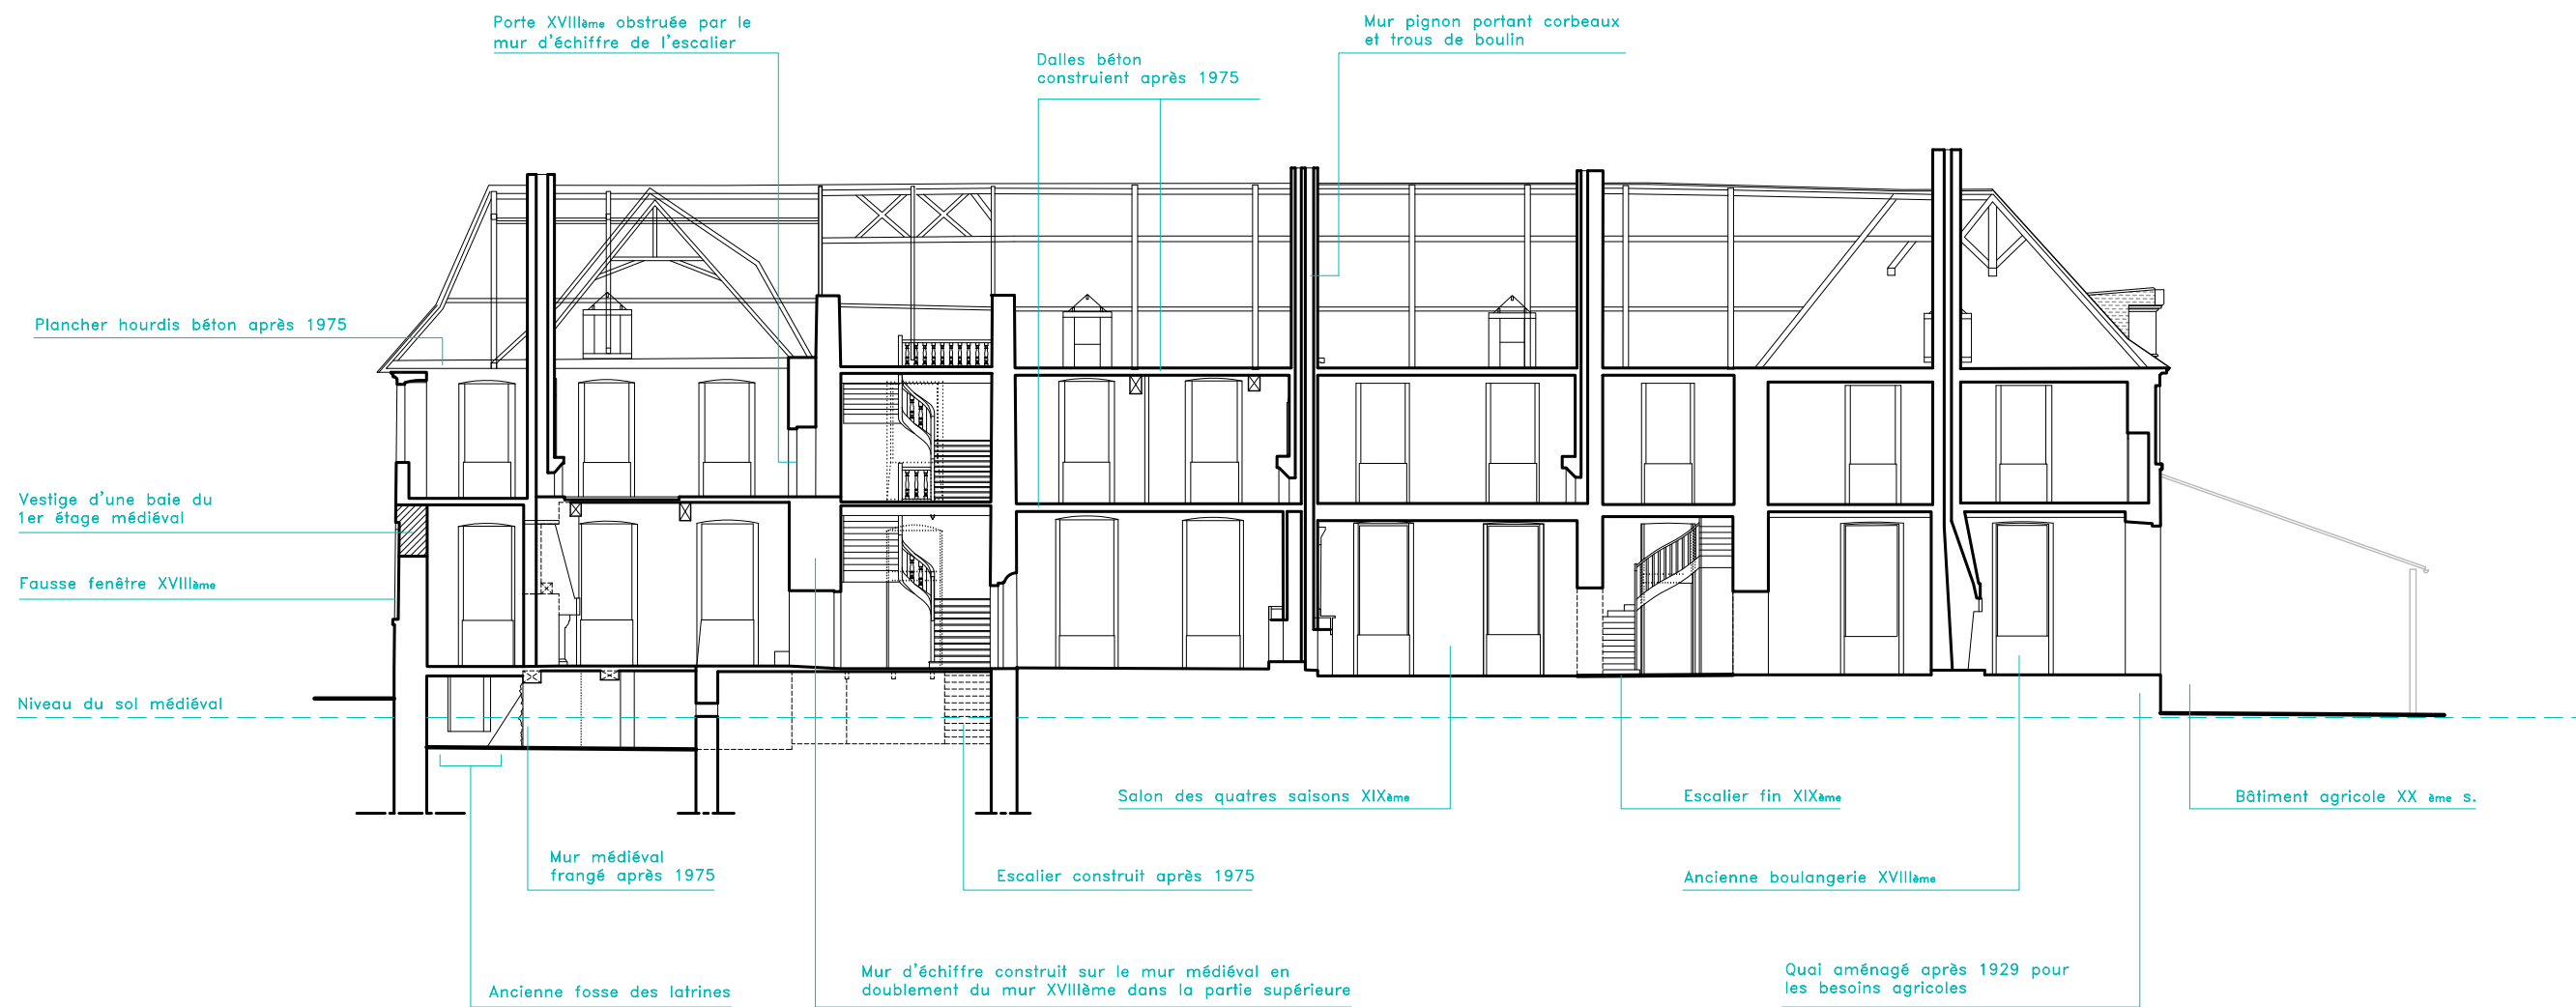 Porte XVIIIème obstruée par le
mur d'échiffre de l'escalier
Mur pignon portant corbeaux
et trous de boulin
Dalles béton
construient après 1975
Plancher hourdis béton après 1975
Vestige d'une baie du
1er étage médiéval
Fausse fenêtre XVIIIème
Niveau du sol médiéval
Salon des quatres saisons XIXème
Escalier fin XIXème
Bâtiment agricole XX ème s.
Mur médiéval
frangé après 1975
Escalier construit après 1975
Ancienne boulangerie XVIIIème
Ancienne fosse des latrines
Mur d'échiffre construit sur le mur médiéval en
doublement du mur XVIIIème dans la partie supérieure
Quai aménagé après 1929 pour
les besoins agricoles